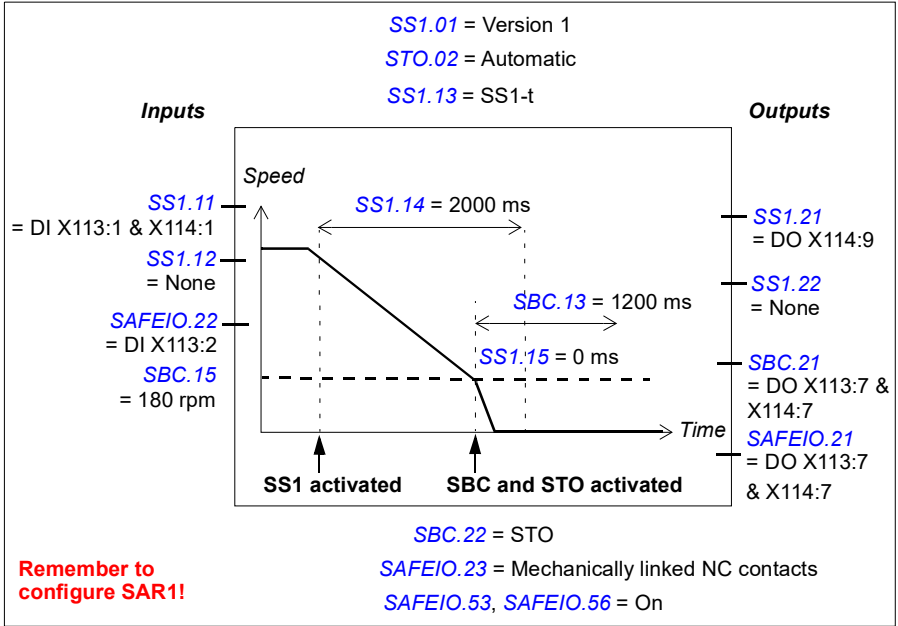 SS1.01 = Version 1
STO.02 = Automatic
SS1.13 = SS1-t
Inputs
Outputs
Speed
SS1.11
= DI X113:1 & X114:1
SS1.12
= None
SAFEIO.22
= DI X113:2
SBC.15
= 180 rpm
SS1.14 = 2000 ms
SBC.13 = 1200 ms
SS1.15 = 0 ms
Time
SS1 activated
SBC and STO activated
SS1.21
= DO X114:9
SS1.22
= None
SBC.21
= DO X113:7 &
X114:7
SAFEIO.21
= DO X113:7
& X114:7
SBC.22 = STO
SAFEIO.23 = Mechanically linked NC contacts
SAFEIO.53, SAFEIO.56 = On
Remember to
configure SAR1!